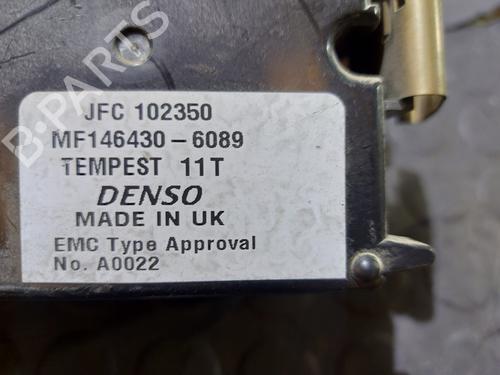 B-PARTS
JFC 102350
MF146430-6089
TEMPEST 11T
DENSO
MADE IN UK
EMC Type Approval
No. A0022